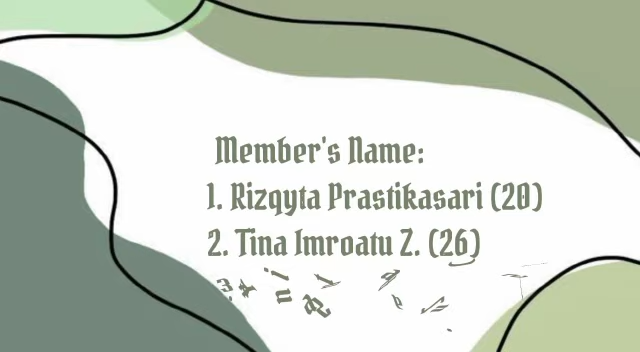 Member's Name:
1. Rizqyta Prastikasari (20)
2. Tina Imroatu Z. (26)